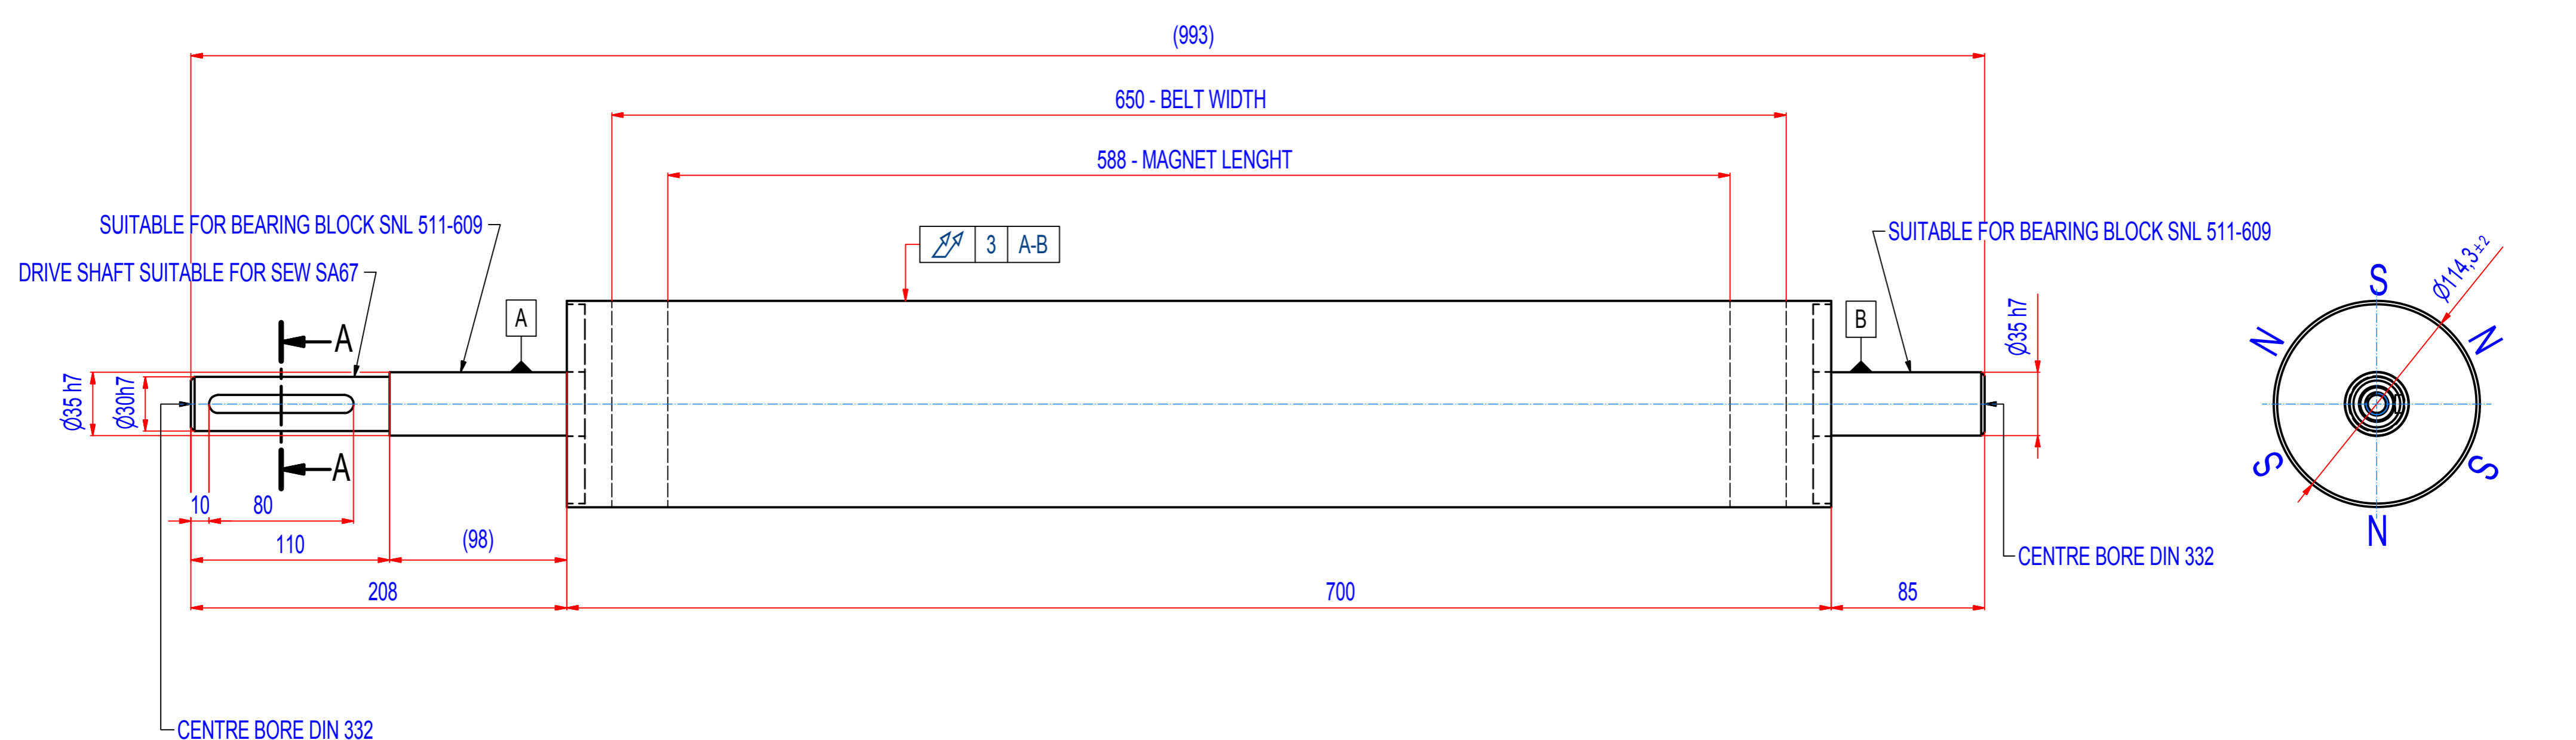 (993)
650 - BELT WIDTH
588 - MAGNET LENGHT
SUITABLE FOR BEARING BLOCK SNL 511-609
DRIVE SHAFT SUITABLE FOR SEW SA67
3 A-B
SUITABLE FOR BEARING BLOCK SNL 511-609
A
B
A
A
Ø35 h7
Ø30h7
Ø35 h7
Ø114,3±2
S
N
N
S
S
N
10
80
110
(98)
208
700
85
CENTRE BORE DIN 332
CENTRE BORE DIN 332